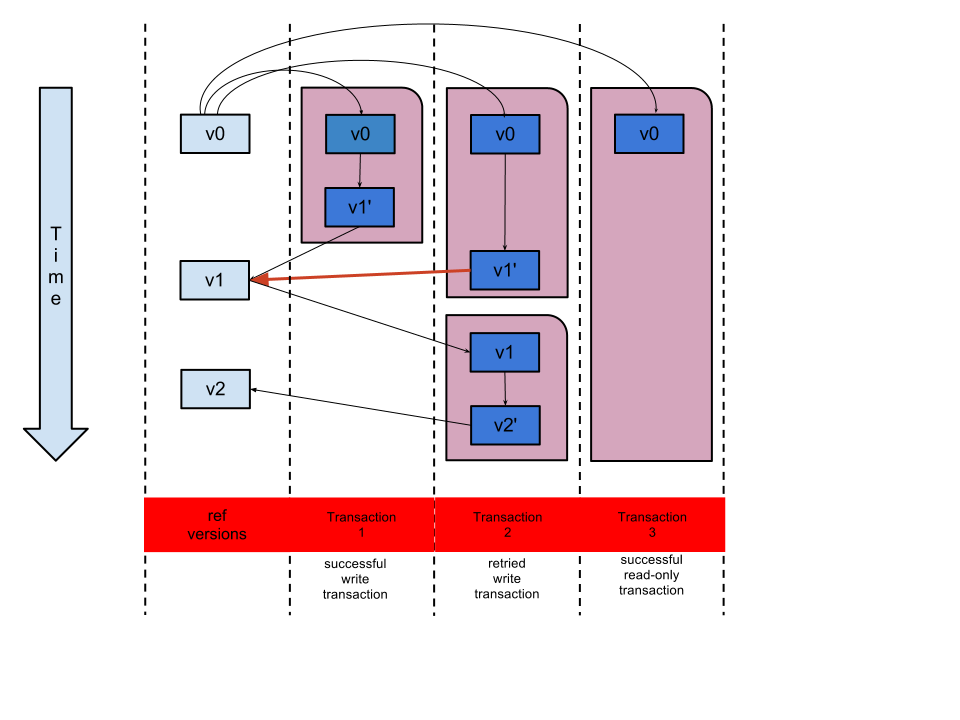 v0
v0
v0
v0
v1'
T
i
m
e
v1
v1'
v1
v2
v2'
ref
versions
Transaction
1
Transaction
2
Transaction
3
successful
write
transaction
retried
write
transaction
successful
read-only
transaction